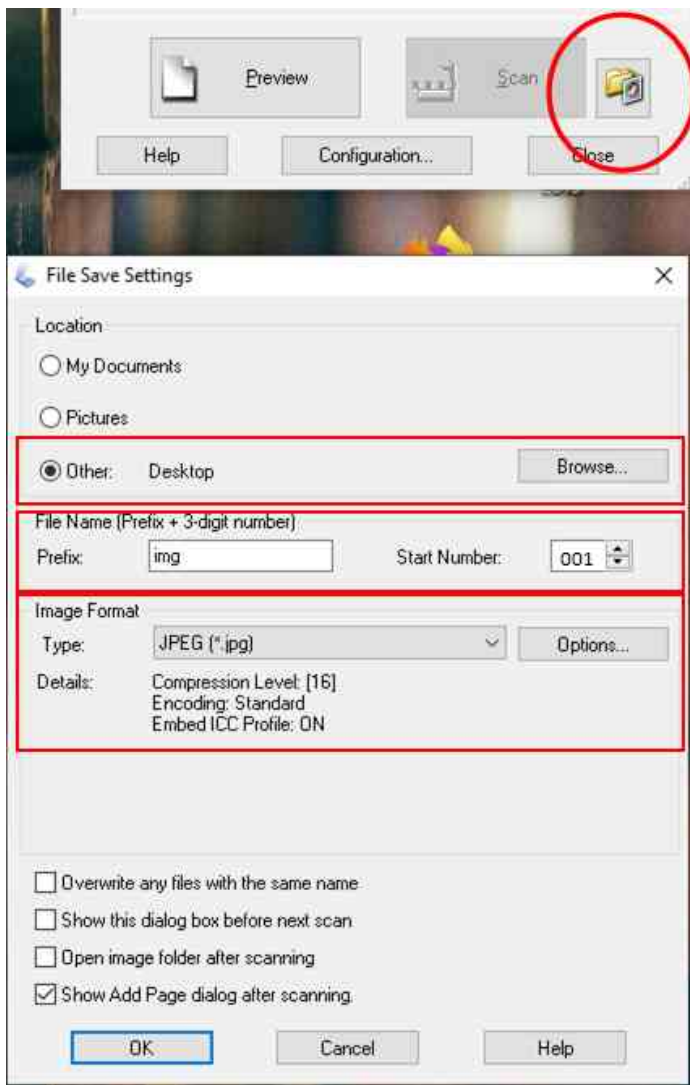 Preview
Scan
Help
Configuration...
Close
File Save Settings
Location
My Documents
Pictures
Other: Desktop
Browse...
File Name (Prefix + 3-digit number)
Prefix: img Start Number: 001
Image Format
Type: JPEG (*.jpg) Options...
Details: Compression Level: [16]
Encoding: Standard
Embed ICC Profile: ON
Overwrite any files with the same name
Show this dialog box before next scan
Open image folder after scanning
Show Add Page dialog after scanning.
OK Cancel Help